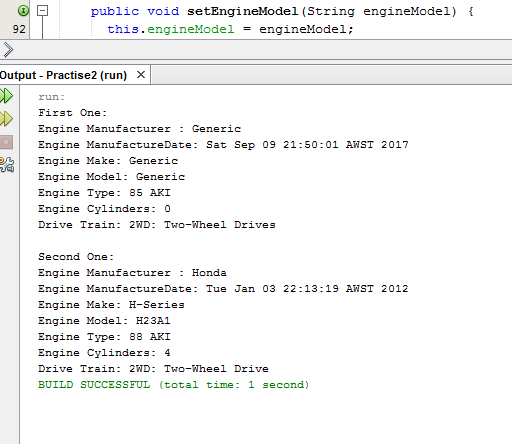 public void setEngineModel(String engineModel) {
92 this.engineModel = engineModel;
Output - Practise2 (run) ×
run:
First One:
Engine Manufacturer : Generic
Engine ManufactureDate: Sat Sep 09 21:50:01 AWST 2017
Engine Make: Generic
Engine Model: Generic
Engine Type: 85 AKI
Engine Cylinders: 0
Drive Train: 2WD: Two-Wheel Drives
Second One:
Engine Manufacturer : Honda
Engine ManufactureDate: Tue Jan 03 22:13:19 AWST 2012
Engine Make: H-Series
Engine Model: H23A1
Engine Type: 88 AKI
Engine Cylinders: 4
Drive Train: 2WD: Two-Wheel Drive
BUILD SUCCESSFUL (total time: 1 second)